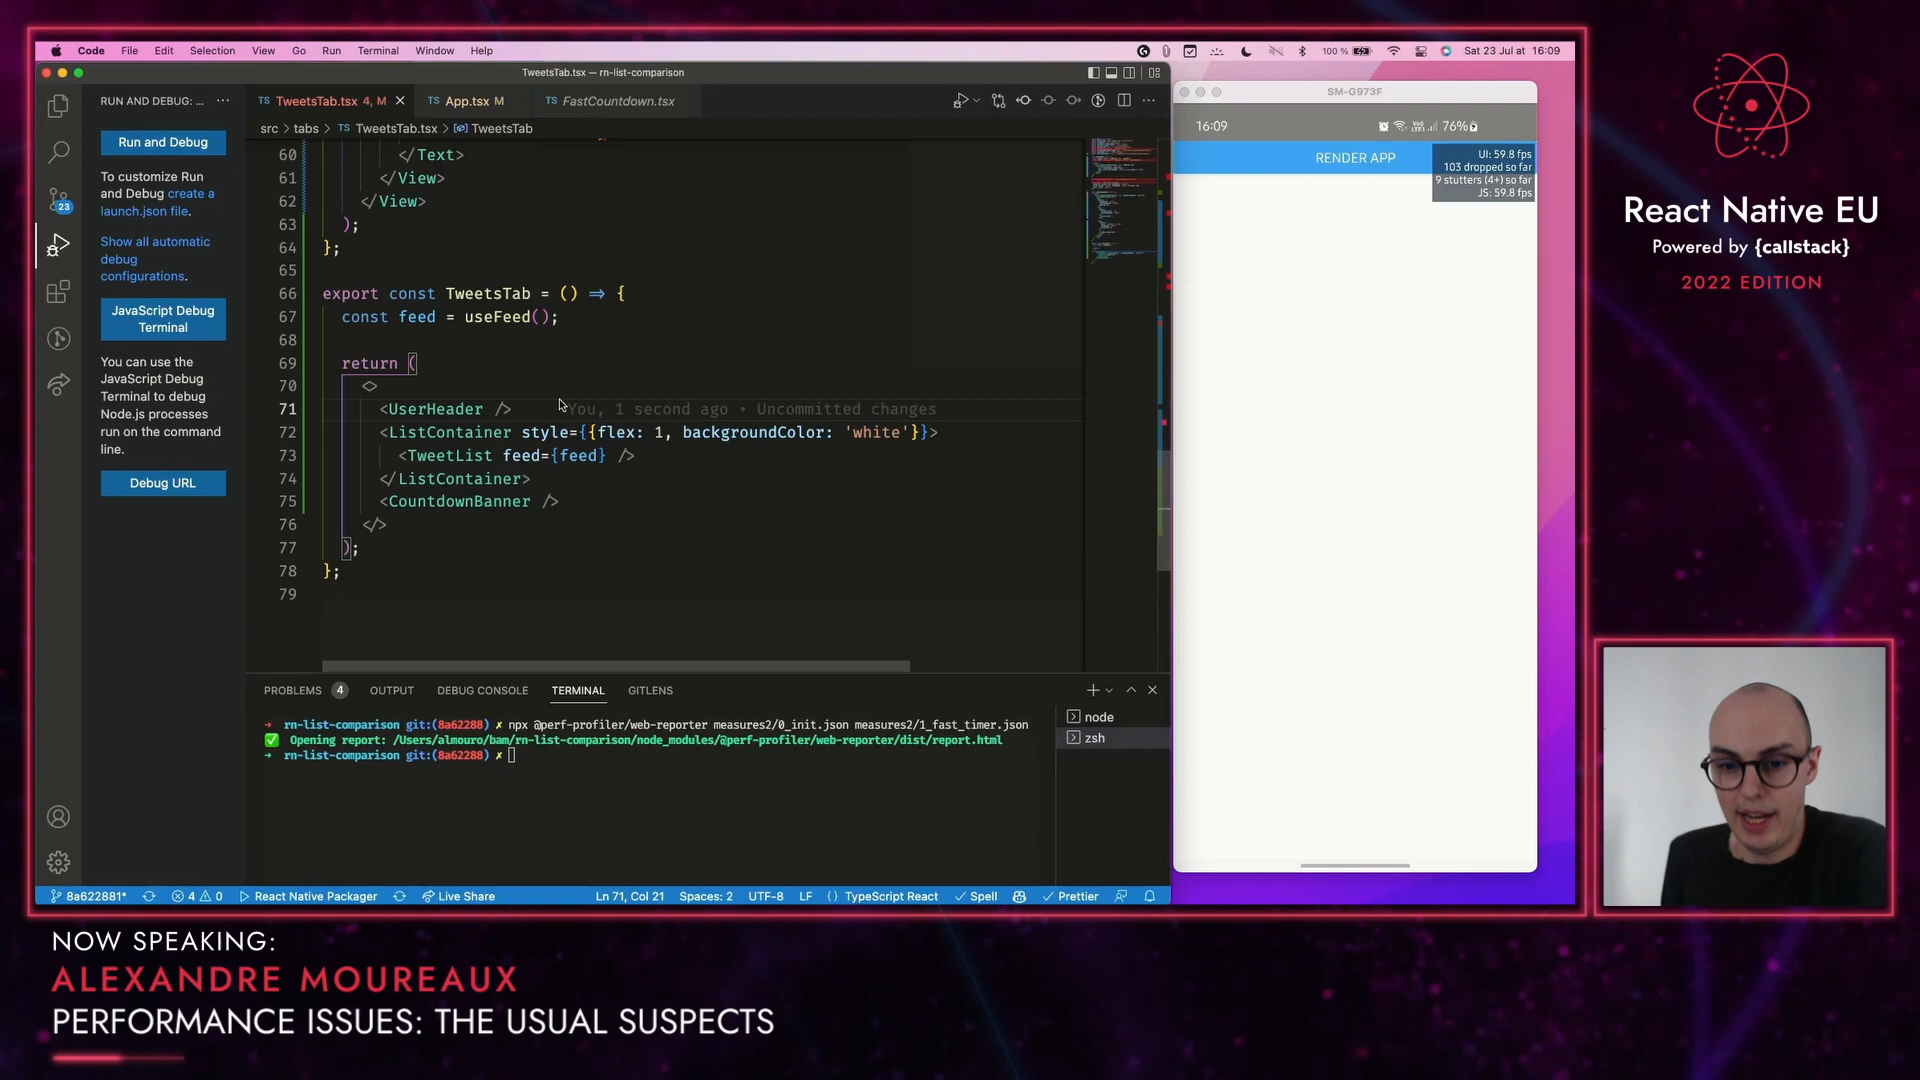 Code File Edit Selection View Go Run Terminal Window Help
100 % Sat 23 Jul at 16:09
TweetsTab.tsx — rn-list-comparison
RUN AND DEBUG: ... ···
TS TweetsTab.tsx 4, M
TS App.tsx M
TS FastCountdown.tsx
src > tabs > TS TweetsTab.tsx > TweetsTab
Run and Debug
To customize Run
and Debug create a
launch.json file.
Show all automatic
debug
configurations.
JavaScript Debug
Terminal
You can use the
JavaScript Debug
Terminal to debug
Node.js processes
run on the command
line.
Debug URL
23
60 </Text>
61 </View>
62 </View>
63 );
64 };
65
66 export const TweetsTab = () => {
67 const feed = useFeed();
68
69 return (
70 <>
71 <UserHeader /> You, 1 second ago • Uncommitted changes
72 <ListContainer style={{flex: 1, backgroundColor: 'white'}}>
73 <TweetList feed={feed} />
74 </ListContainer>
75 <CountdownBanner />
76 </>
77 );
78 };
79
PROBLEMS 4 OUTPUT DEBUG CONSOLE TERMINAL GITLENS
→ rn-list-comparison git:(8a62288) ✗ npx @perf-profiler/web-reporter measures2/0_init.json measures2/1_fast_timer.json
✅ Opening report: /Users/almouro/bam/rn-list-comparison/node_modules/@perf-profiler/web-reporter/dist/report.html
→ rn-list-comparison git:(8a62288) ✗
node
zsh
8a622881* 4 0 React Native Packager Live Share Ln 71, Col 21 Spaces: 2 UTF-8 LF {} TypeScript React Spell Prettier
SM-G973F
16:09 76%
RENDER APP
UI: 59.8 fps
103 dropped so far
9 stutters (4+) so far
JS: 59.8 fps
React Native EU
Powered by {callstack}
2022 EDITION
NOW SPEAKING:
ALEXANDRE MOUREAUX
PERFORMANCE ISSUES: THE USUAL SUSPECTS